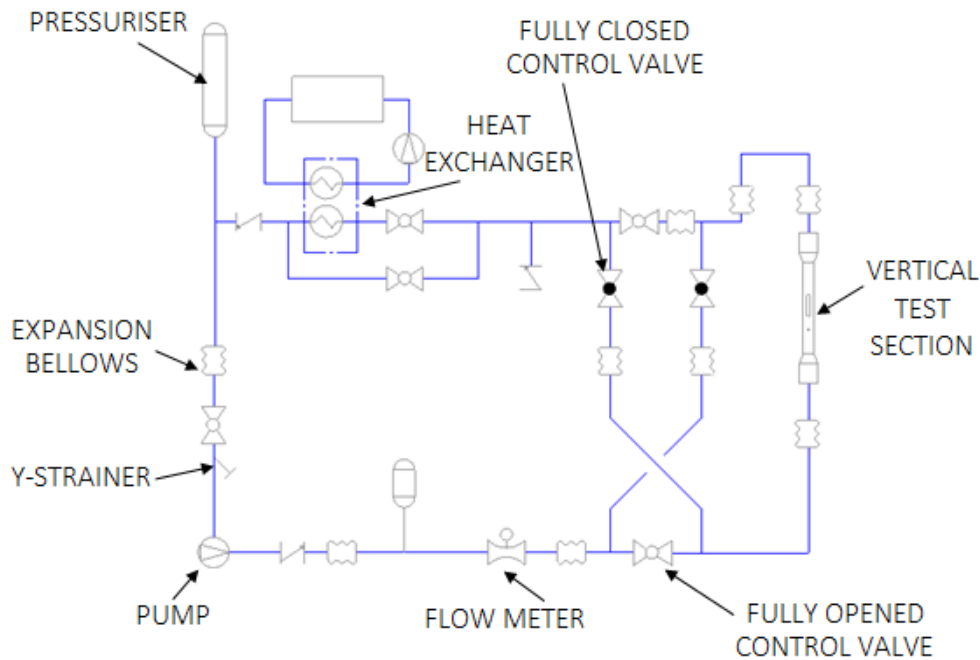 PRESSURISER
FULLY CLOSED
CONTROL VALVE
HEAT
EXCHANGER
VERTICAL
TEST
SECTION
EXPANSION
BELLOWS
Y-STRAINER
PUMP
FLOW METER
FULLY OPENED
CONTROL VALVE